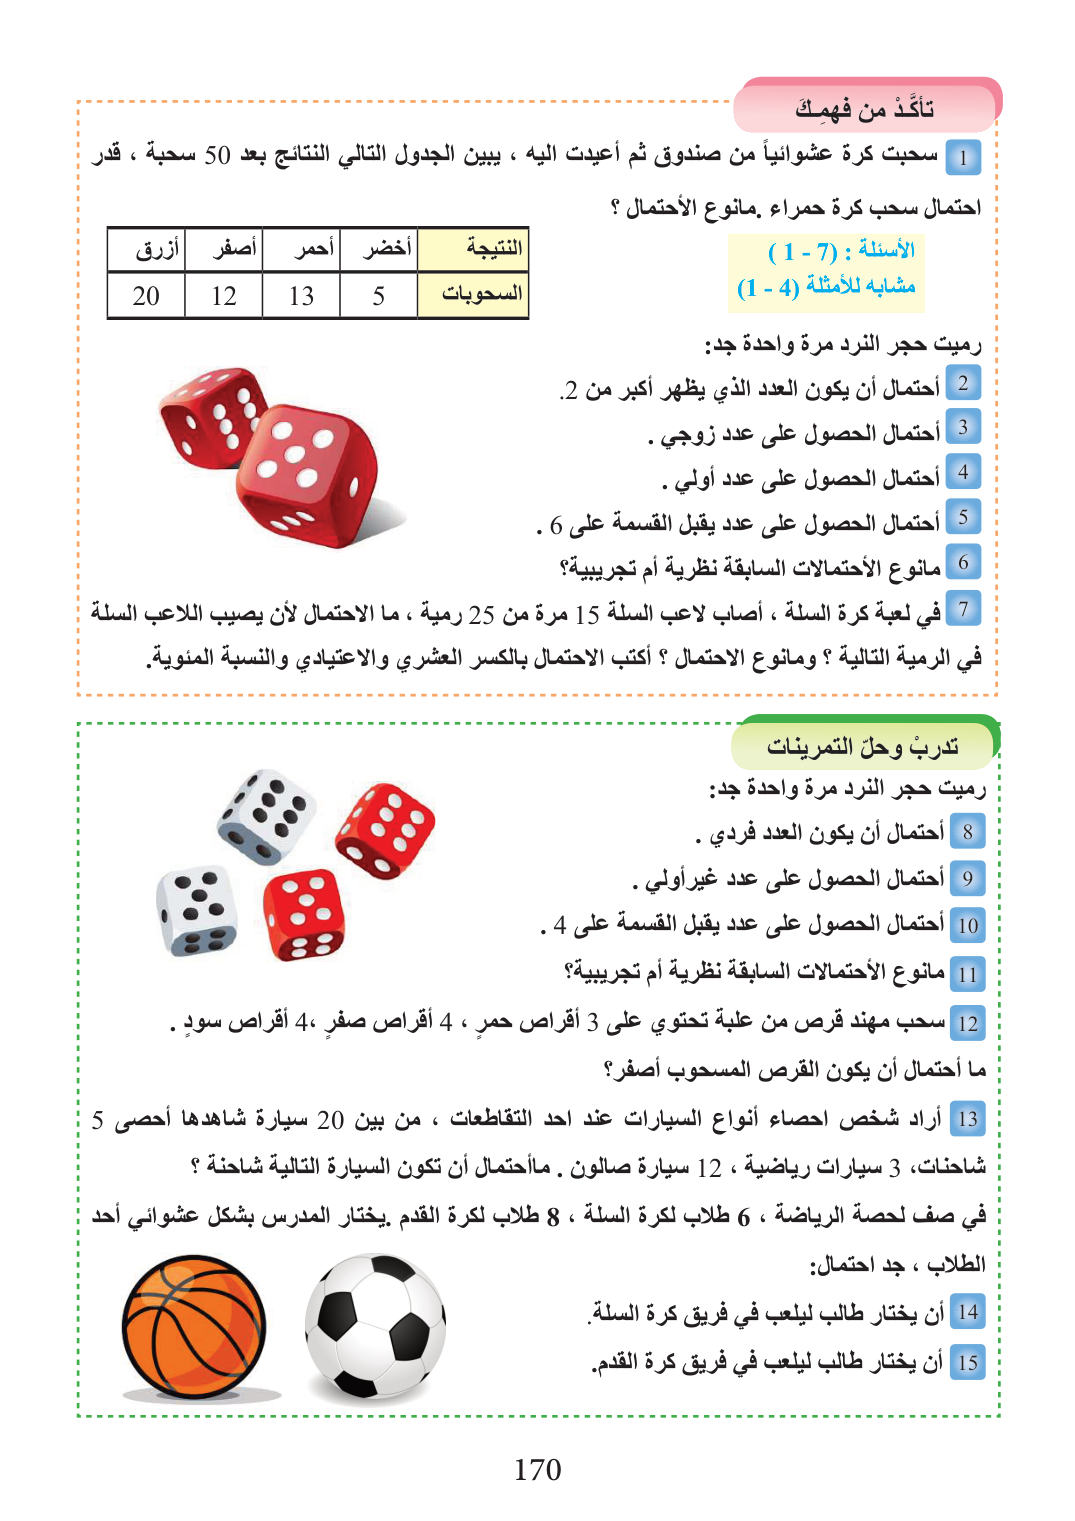 تأكَّدْ من فهمِكَ
1 سحبت كرة عشوائياً من صندوق ثم أعيدت اليه ، يبين الجدول التالي النتائج بعد 50 سحبة ، قدر
احتمال سحب كرة حمراء .مانوع الأحتمال ؟
الأسئلة : (7 - 1 )
مشابه للأمثلة (4 - 1)
النتيجة أخضر أحمر أصفر أزرق
السحوبات 5 13 12 20
رميت حجر النرد مرة واحدة جد:
2 أحتمال أن يكون العدد الذي يظهر أكبر من 2.
3 أحتمال الحصول على عدد زوجي .
4 أحتمال الحصول على عدد أولي .
5 أحتمال الحصول على عدد يقبل القسمة على 6 .
6 مانوع الأحتمالات السابقة نظرية أم تجريبية؟
7 في لعبة كرة السلة ، أصاب لاعب السلة 15 مرة من 25 رمية ، ما الاحتمال لأن يصيب اللاعب السلة
في الرمية التالية ؟ ومانوع الاحتمال ؟ أكتب الاحتمال بالكسر العشري والاعتيادي والنسبة المئوية.
تدربْ وحلّ التمرينات
رميت حجر النرد مرة واحدة جد:
8 أحتمال أن يكون العدد فردي .
9 أحتمال الحصول على عدد غيرأولي .
10 أحتمال الحصول على عدد يقبل القسمة على 4 .
11 مانوع الأحتمالات السابقة نظرية أم تجريبية؟
12 سحب مهند قرص من علبة تحتوي على 3 أقراص حمرٍ ، 4 أقراص صفرٍ ،4 أقراص سودٍ .
ما أحتمال أن يكون القرص المسحوب أصفر؟
13 أراد شخص احصاء أنواع السيارات عند احد التقاطعات ، من بين 20 سيارة شاهدها أحصى 5
شاحنات، 3 سيارات رياضية ، 12 سيارة صالون . ماأحتمال أن تكون السيارة التالية شاحنة ؟
في صف لحصة الرياضة ، 6 طلاب لكرة السلة ، 8 طلاب لكرة القدم .يختار المدرس بشكل عشوائي أحد
الطلاب ، جد احتمال:
14 أن يختار طالب ليلعب في فريق كرة السلة.
15 أن يختار طالب ليلعب في فريق كرة القدم.
170